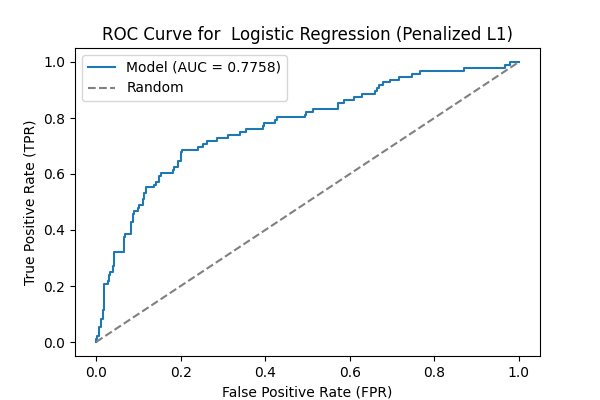 ROC Curve for  Logistic Regression (Penalized L1)
Model (AUC = 0.7758)
Random
True Positive Rate (TPR)
1.0
0.8
0.6
0.4
0.2
0.0
0.0 0.2 0.4 0.6 0.8 1.0
False Positive Rate (FPR)